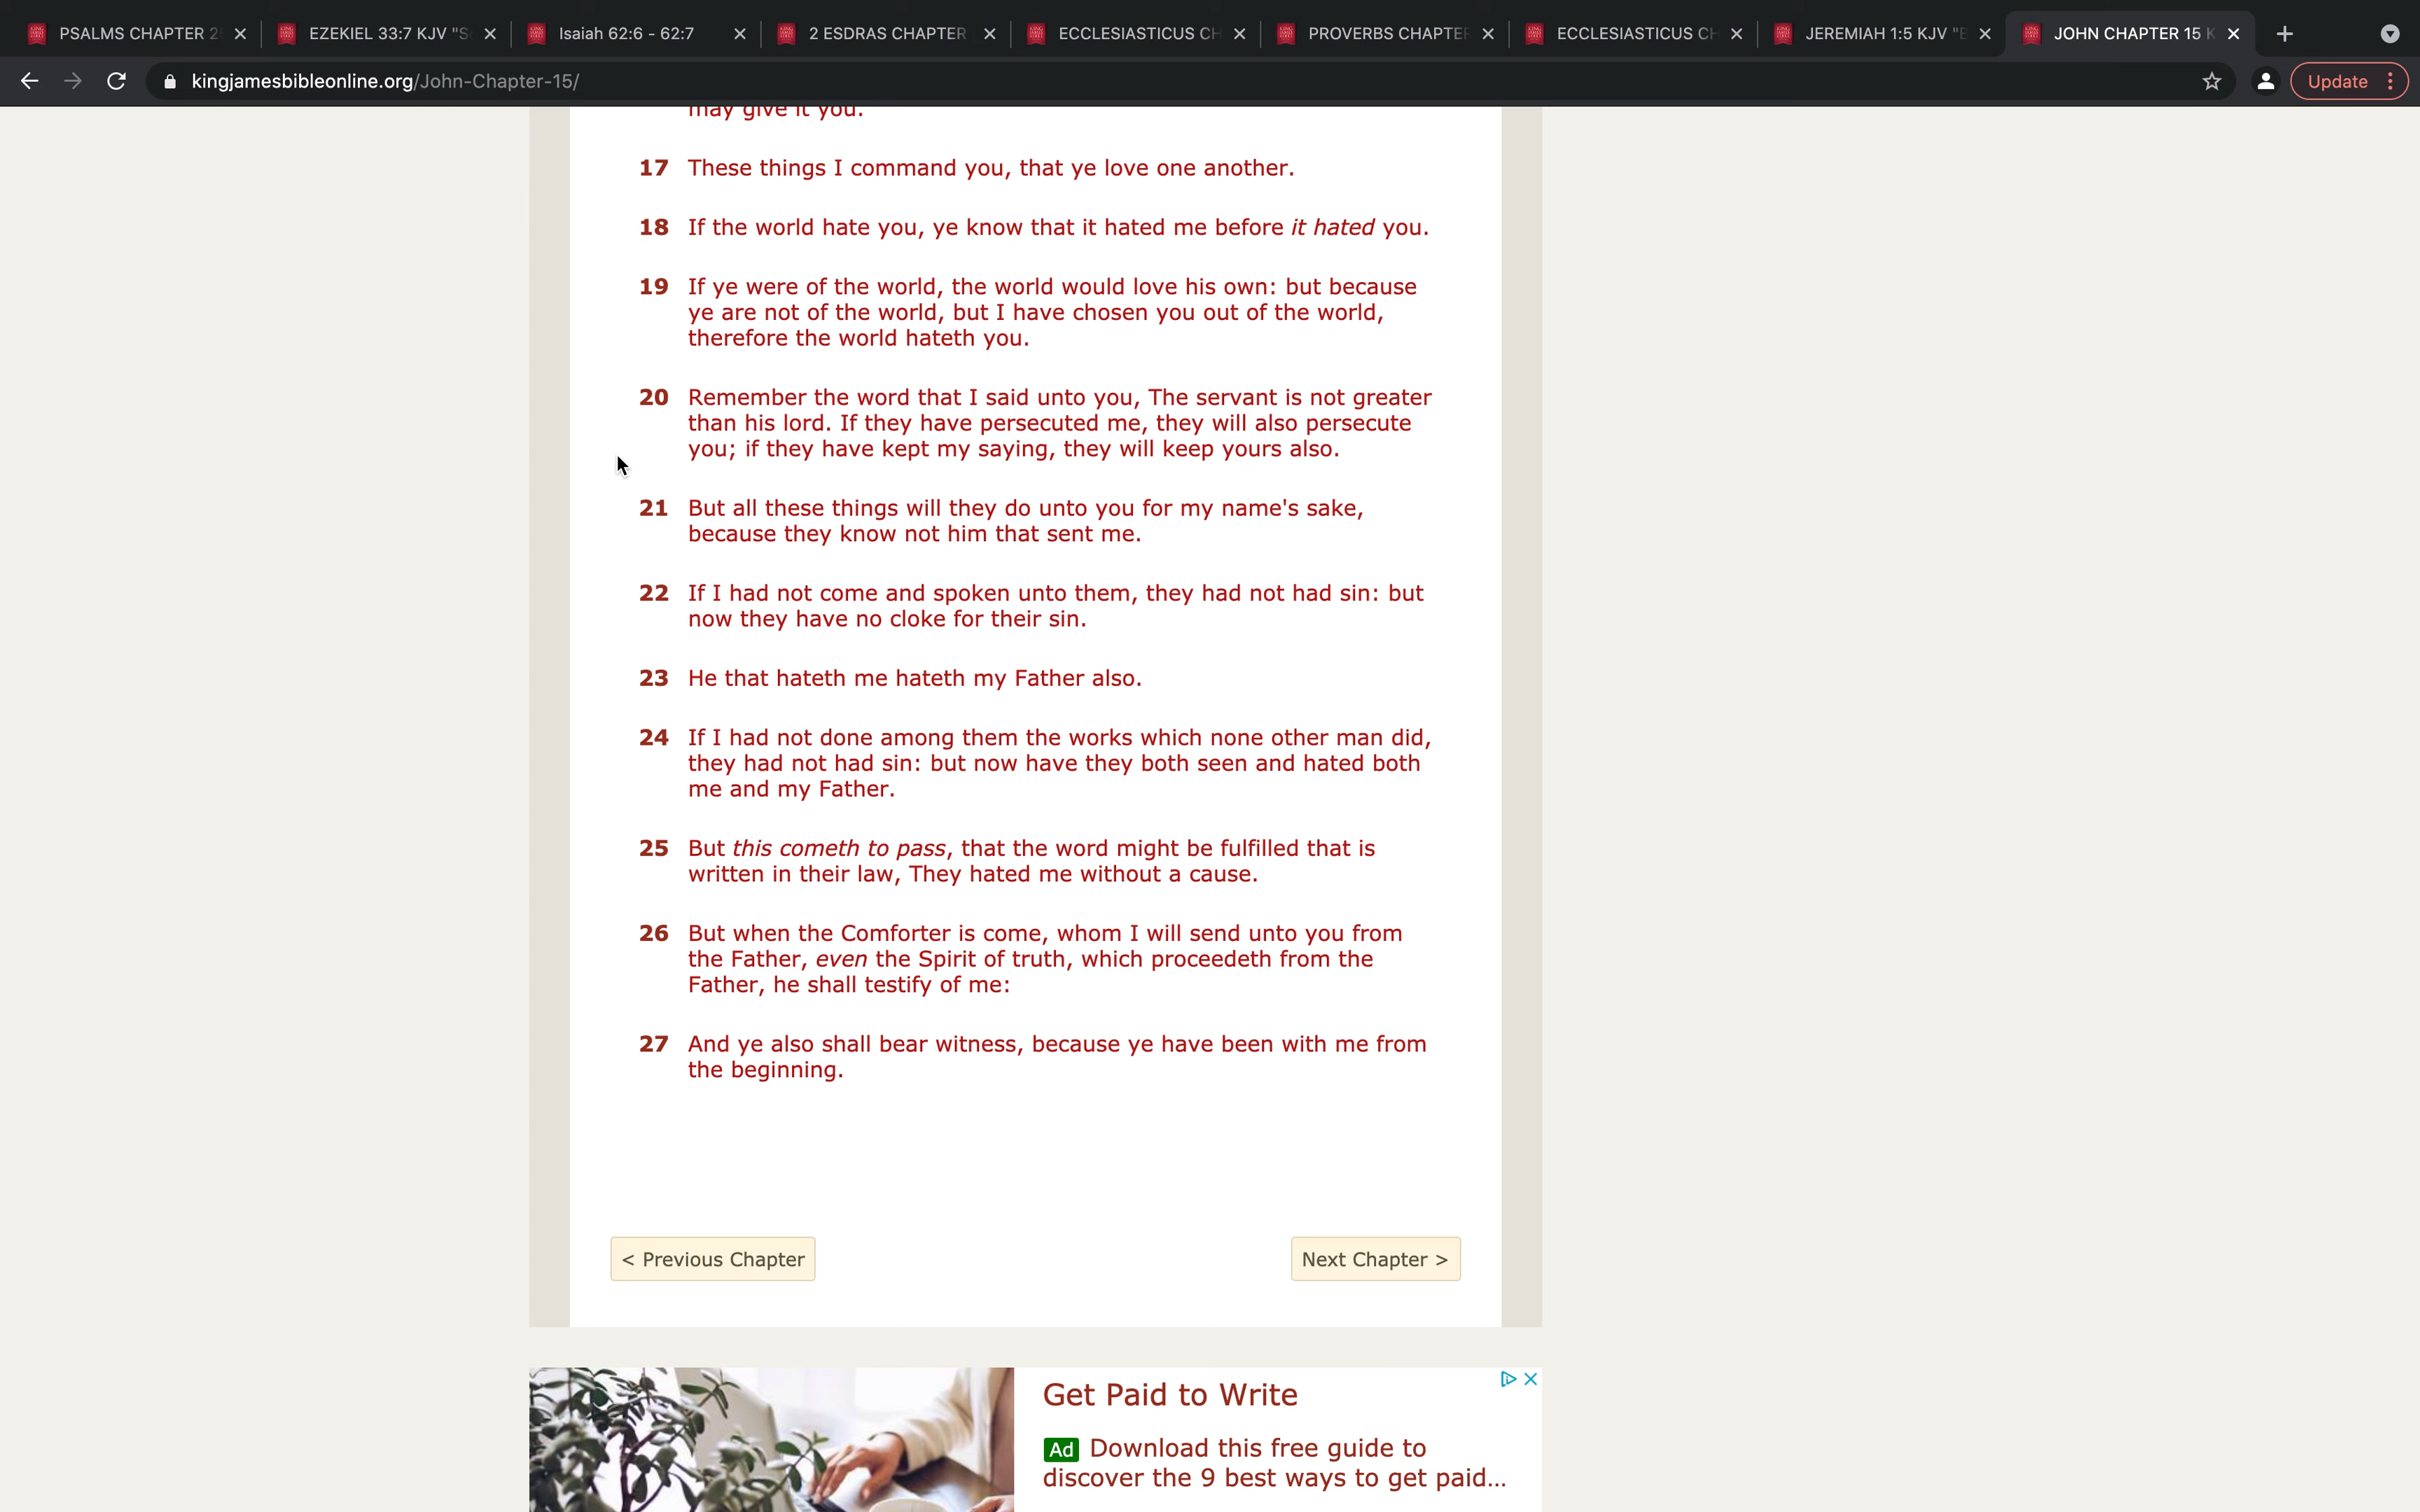 PSALMS CHAPTER 2
EZEKIEL 33:7 KJV "S
Isaiah 62:6 - 62:7
2 ESDRAS CHAPTER
ECCLESIASTICUS CH
PROVERBS CHAPTER
ECCLESIASTICUS CH
JEREMIAH 1:5 KJV "B
JOHN CHAPTER 15 K
kingjamesbibleonline.org/John-Chapter-15/
Update
may give it you.
17 These things I command you, that ye love one another.
18 If the world hate you, ye know that it hated me before it hated you.
19 If ye were of the world, the world would love his own: but because
ye are not of the world, but I have chosen you out of the world,
therefore the world hateth you.
20 Remember the word that I said unto you, The servant is not greater
than his lord. If they have persecuted me, they will also persecute
you; if they have kept my saying, they will keep yours also.
21 But all these things will they do unto you for my name's sake,
because they know not him that sent me.
22 If I had not come and spoken unto them, they had not had sin: but
now they have no cloke for their sin.
23 He that hateth me hateth my Father also.
24 If I had not done among them the works which none other man did,
they had not had sin: but now have they both seen and hated both
me and my Father.
25 But this cometh to pass, that the word might be fulfilled that is
written in their law, They hated me without a cause.
26 But when the Comforter is come, whom I will send unto you from
the Father, even the Spirit of truth, which proceedeth from the
Father, he shall testify of me:
27 And ye also shall bear witness, because ye have been with me from
the beginning.
< Previous Chapter
Next Chapter >
Get Paid to Write
Ad Download this free guide to
discover the 9 best ways to get paid...